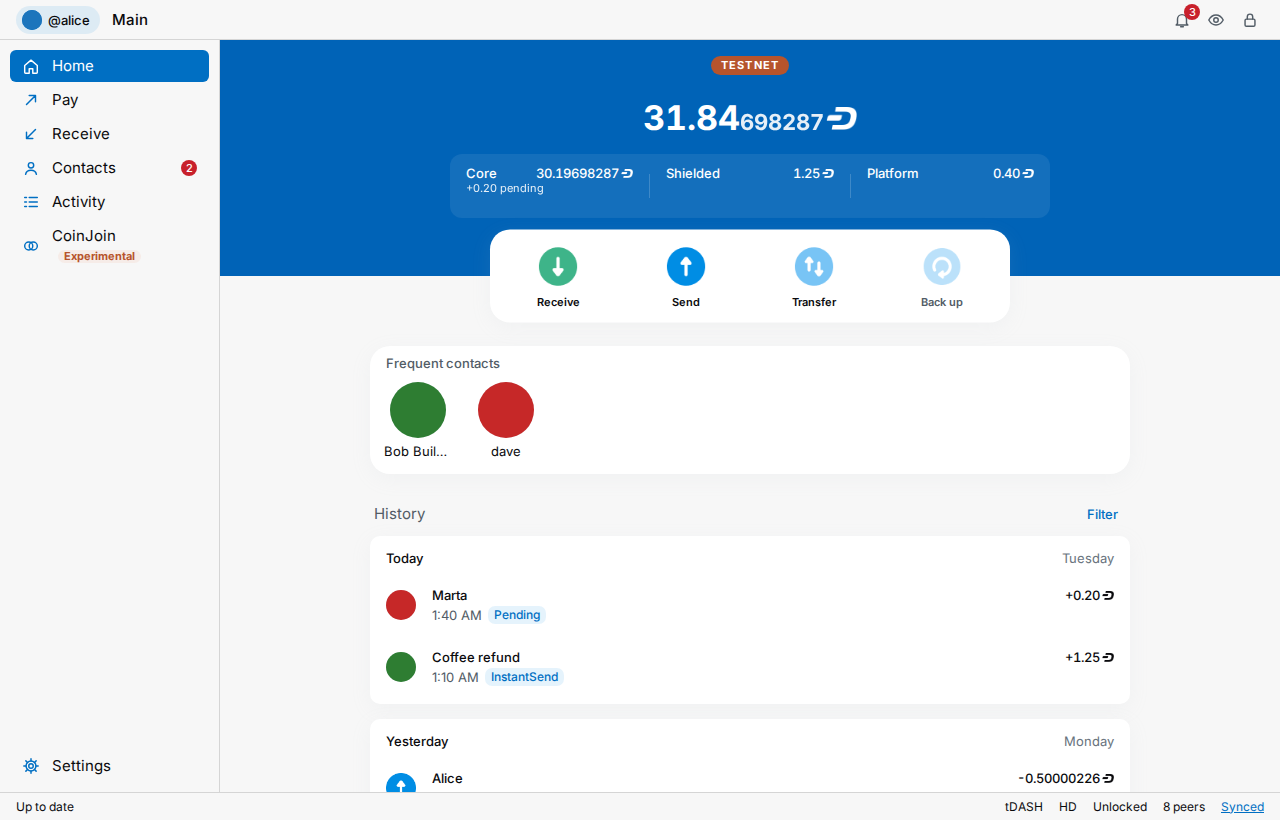 @alice Main 3
Home
Pay
Receive
Contacts 2
Activity
CoinJoin
Experimental
Settings
TESTNET
31.84698287
Core 30.19698287 Shielded 1.25 Platform 0.40
+0.20 pending
Receive Send Transfer Back up
Frequent contacts
Bob Buil... dave
History Filter
Today Tuesday
Marta +0.20
1:40 AM Pending
Coffee refund +1.25
1:10 AM InstantSend
Yesterday Monday
Alice -0.50000226
Up to date tDASH HD Unlocked 8 peers Synced